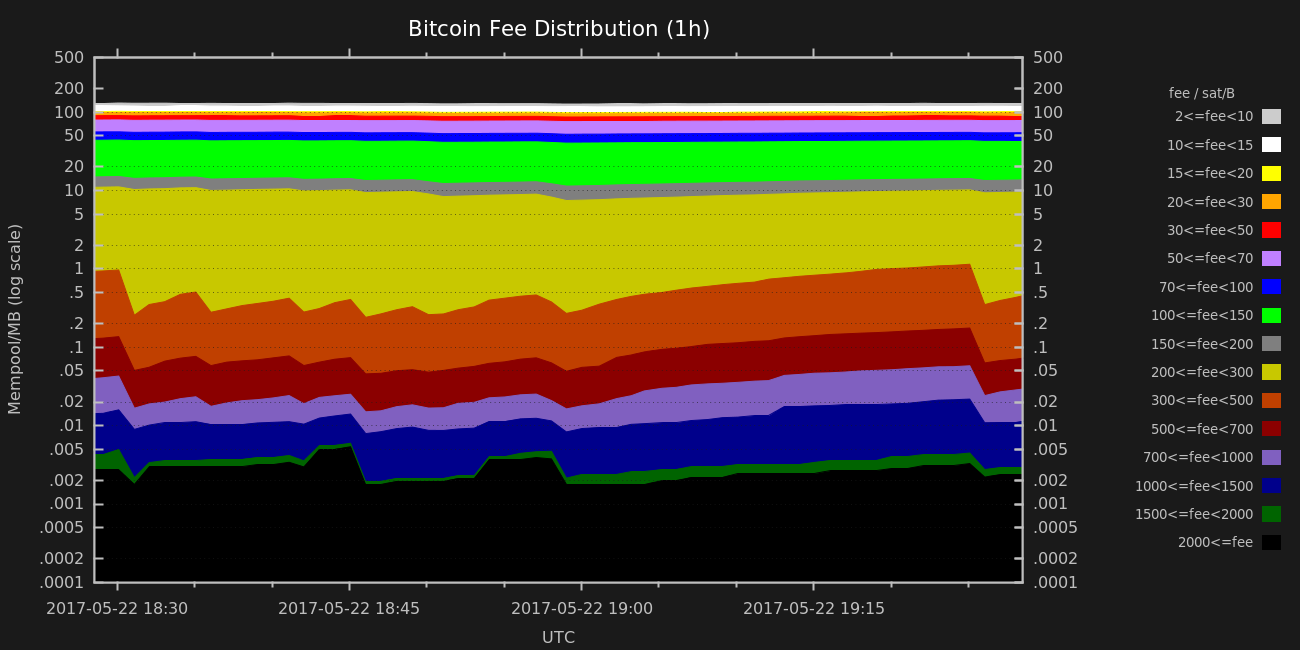 Bitcoin Fee Distribution (1h)
Mempool/MB (log scale)
500
200
100
50
20
10
5
2
1
.5
.2
.1
.05
.02
.01
.005
.002
.001
.0005
.0002
.0001
500
200
100
50
20
10
5
2
1
.5
.2
.1
.05
.02
.01
.005
.002
.001
.0005
.0002
.0001
2017-05-22 18:30 2017-05-22 18:45 2017-05-22 19:00 2017-05-22 19:15
UTC
fee / sat/B
2<=fee<10
10<=fee<15
15<=fee<20
20<=fee<30
30<=fee<50
50<=fee<70
70<=fee<100
100<=fee<150
150<=fee<200
200<=fee<300
300<=fee<500
500<=fee<700
700<=fee<1000
1000<=fee<1500
1500<=fee<2000
2000<=fee